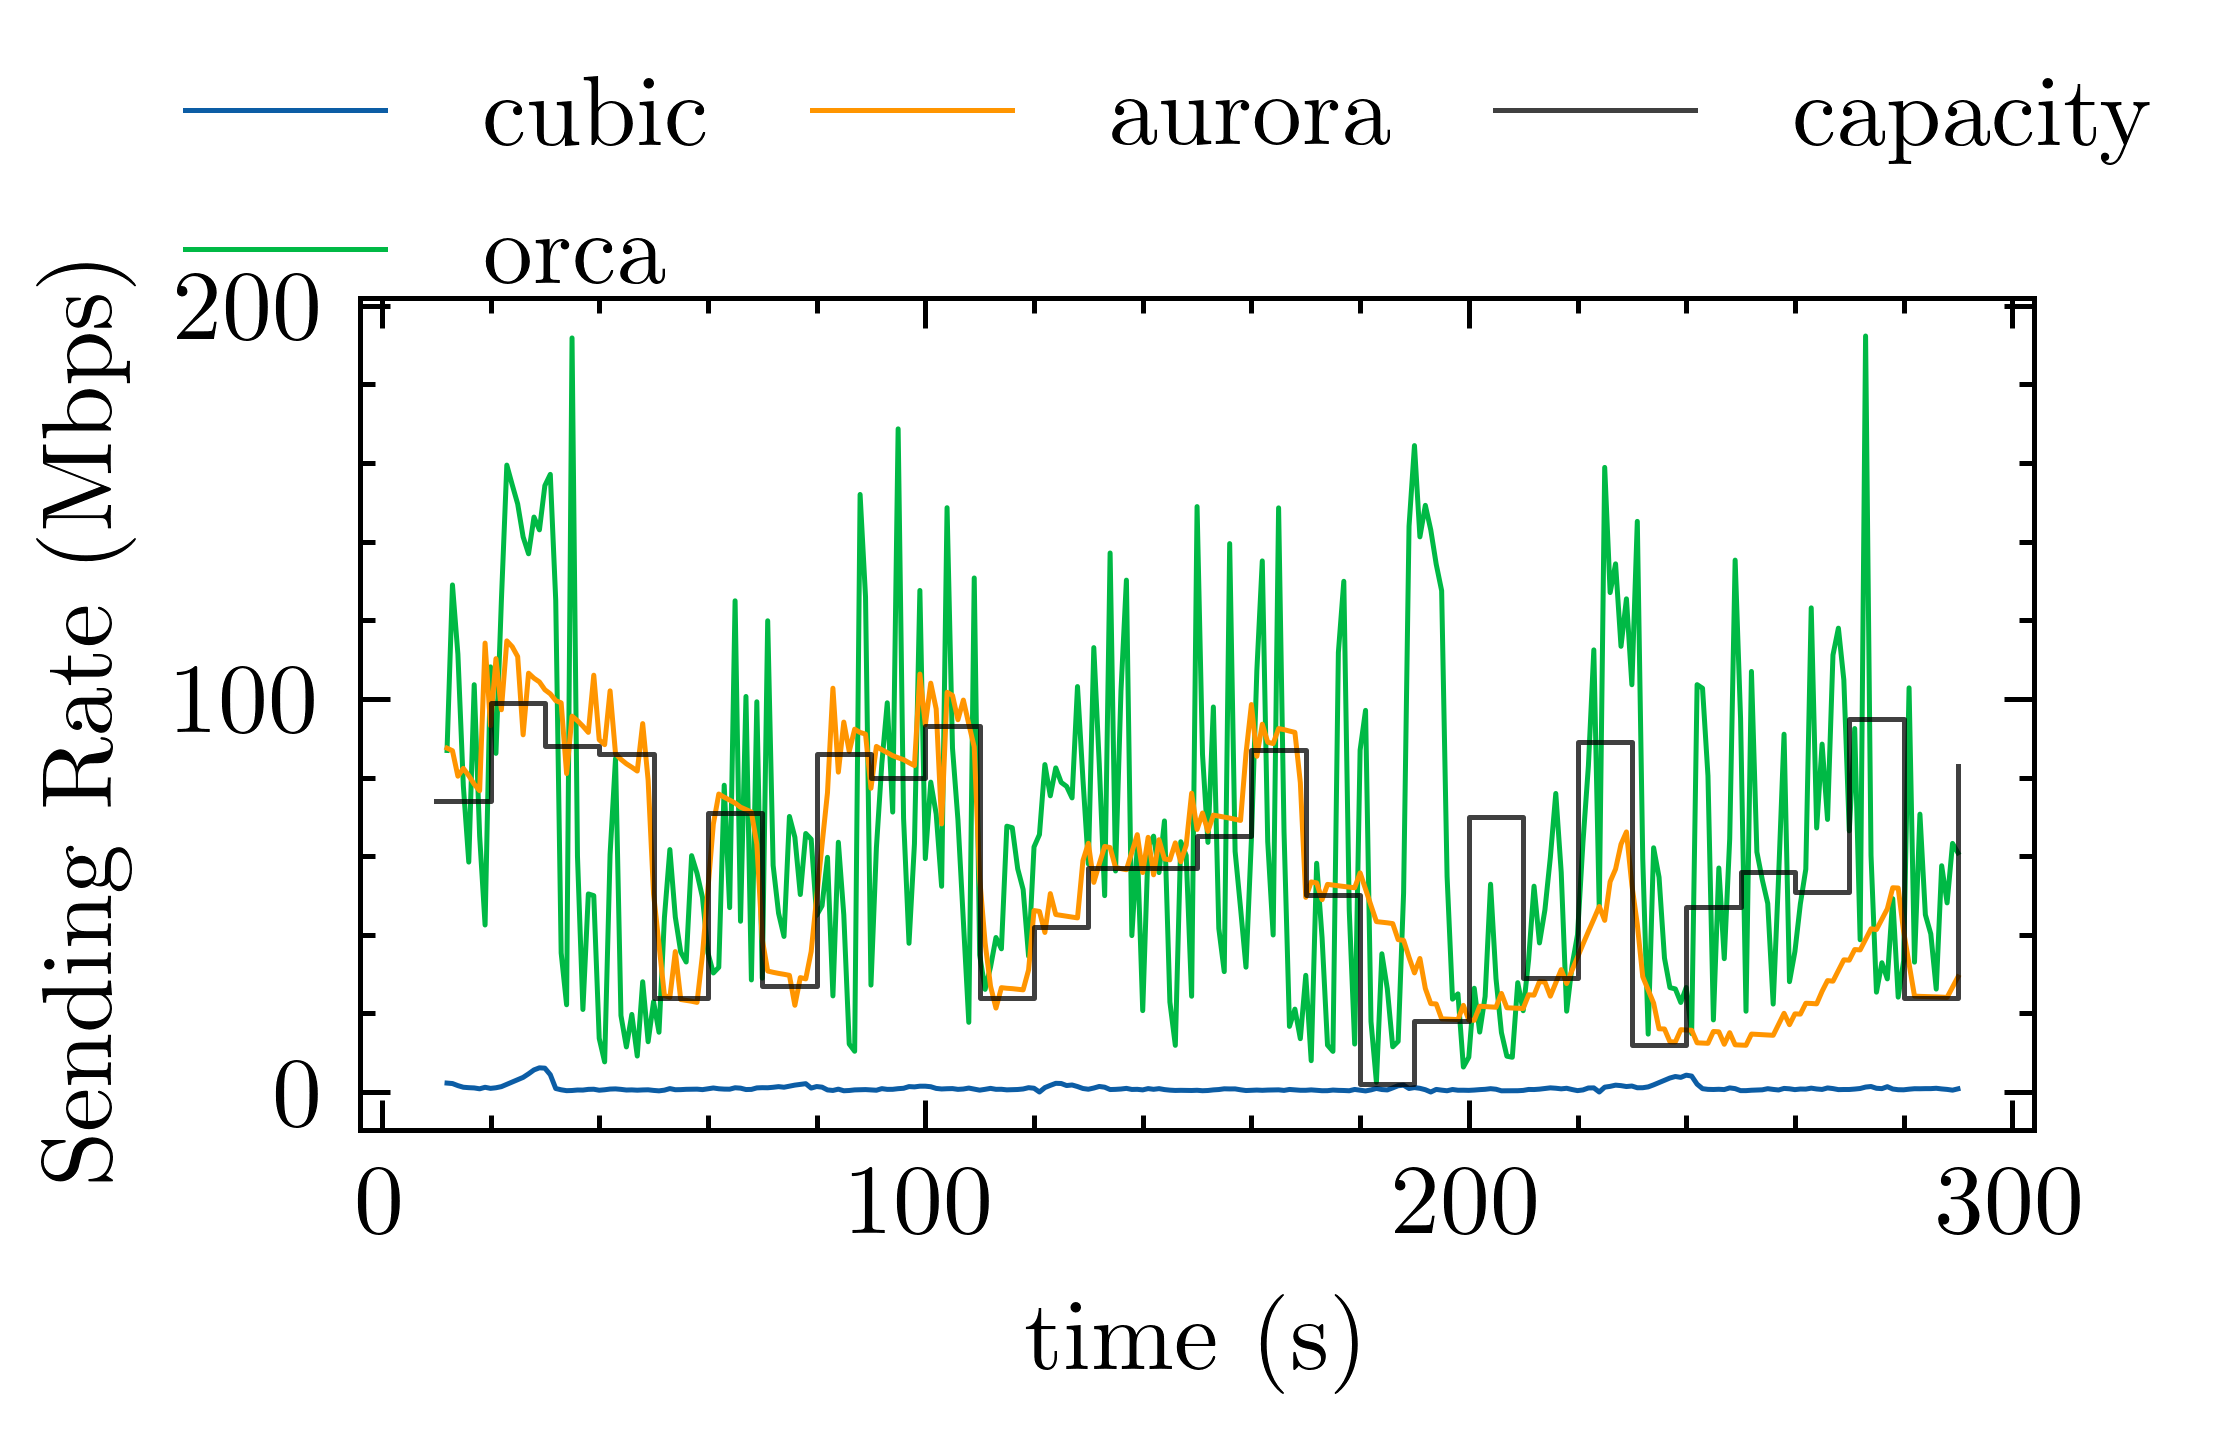 cubic aurora capacity
orca
Sending Rate (Mbps)
200
100
0
0 100 200 300
time (s)